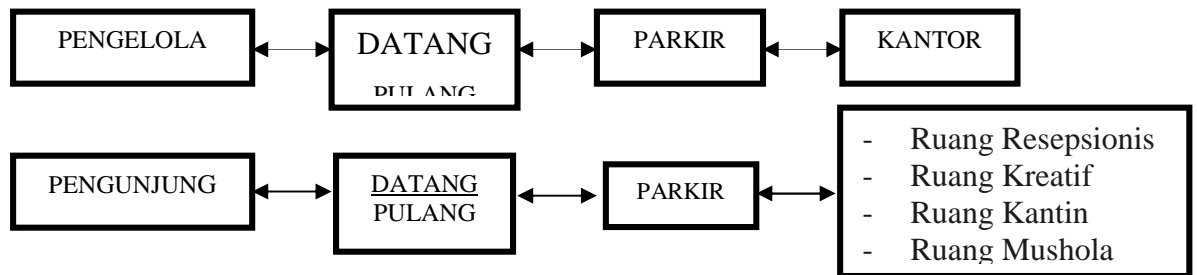 PENGELOLA
DATANG
PULANG
PARKIR
KANTOR
PENGUNJUNG
DATANG
PULANG
PARKIR
- Ruang Resepsionis
- Ruang Kreatif
- Ruang Kantin
- Ruang Mushola